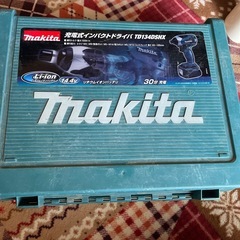 makita
充電式インパクトドライバ TD134DSHX
Li-ion
14.4V
リチウムイオンバッテリ
30分 充電
makita